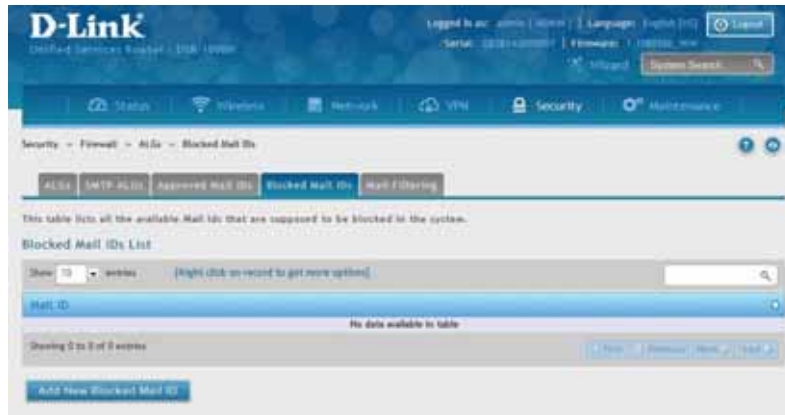 D-Link
Logged in as: admin | Language: English [US]
Logout
Unified Services Router -
Serial: | Firmware:
Wizard System Search
Status Wireless Network VPN Security Maintenance
Security » Firewall » ALGs » Blocked Mail IDs
ALGs SMTP ALGs Approved Mail IDs Blocked Mail IDs Mail Filtering
This table lists all the available Mail Ids that are supposed to be blocked in the system.
Blocked Mail IDs List
Show 10 entries [Right click on record to get more options]
Mail ID
No data available in table
Showing 0 to 0 of 0 entries
First Previous Next Last
Add New Blocked Mail ID